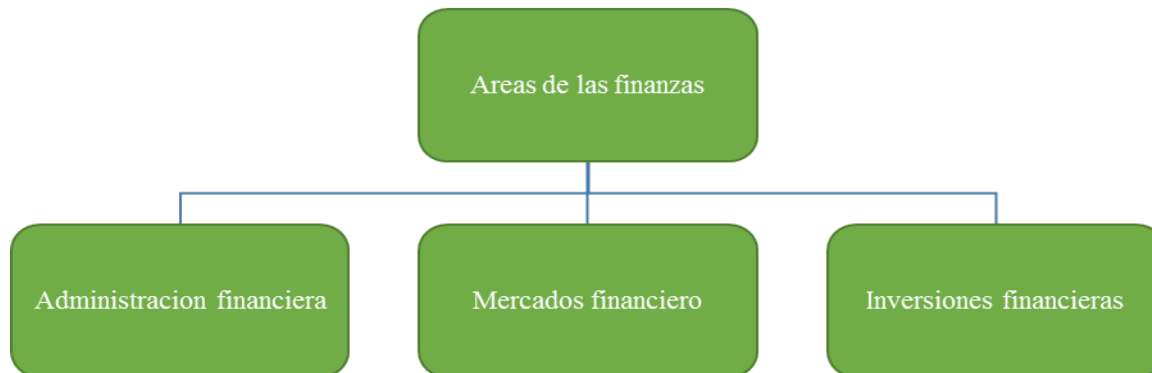 Areas de las finanzas
Administracion financiera
Mercados financiero
Inversiones financieras